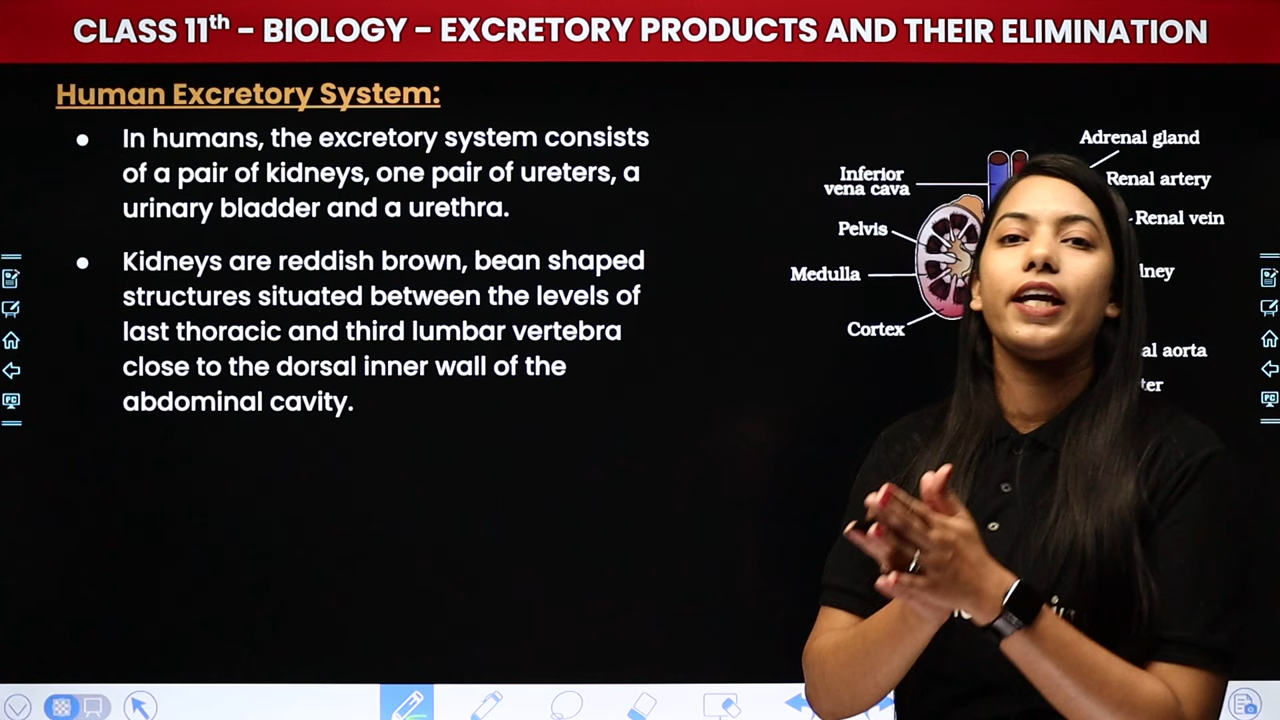 CLASS 11th - BIOLOGY - EXCRETORY PRODUCTS AND THEIR ELIMINATION
Human Excretory System:
● In humans, the excretory system consists
of a pair of kidneys, one pair of ureters, a
urinary bladder and a urethra.
● Kidneys are reddish brown, bean shaped
structures situated between the levels of
last thoracic and third lumbar vertebra
close to the dorsal inner wall of the
abdominal cavity.
Adrenal gland
Inferior
vena cava
Renal artery
Pelvis
Renal vein
Medulla
Cortex
aorta
PC
PC